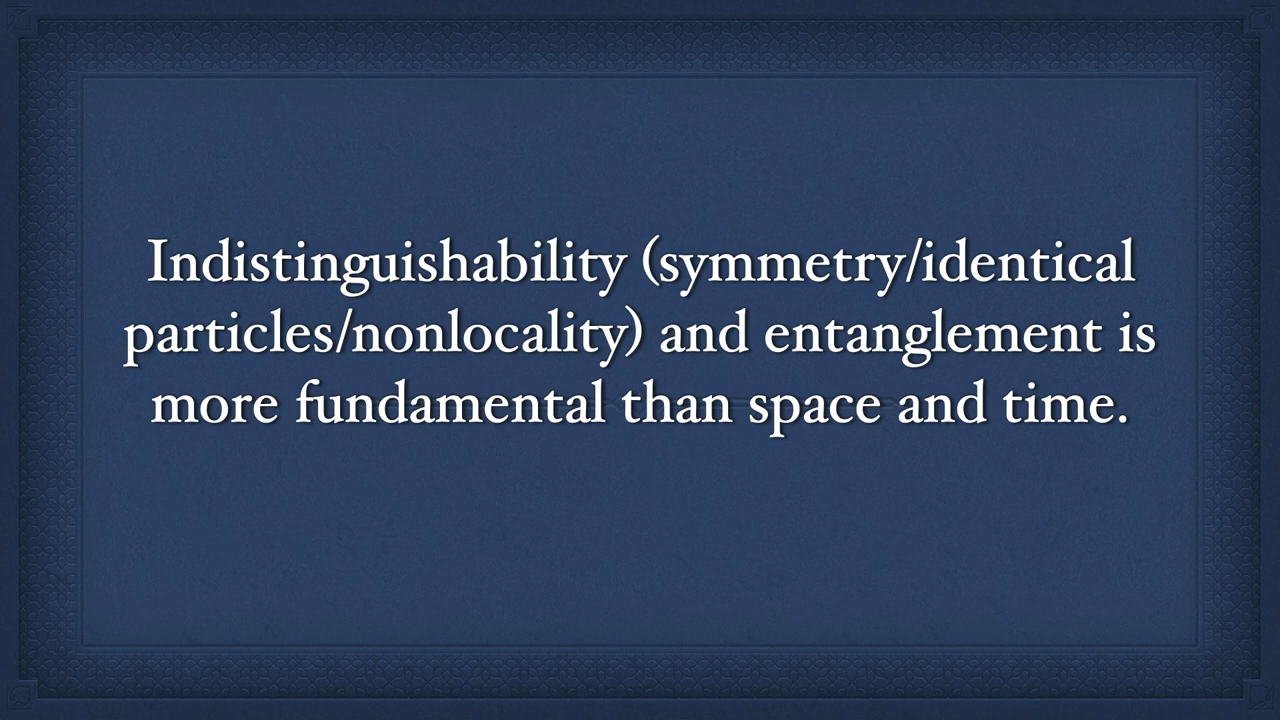 Indistinguishability (symmetry/identical
particles/nonlocality) and entanglement is
more fundamental than space and time.